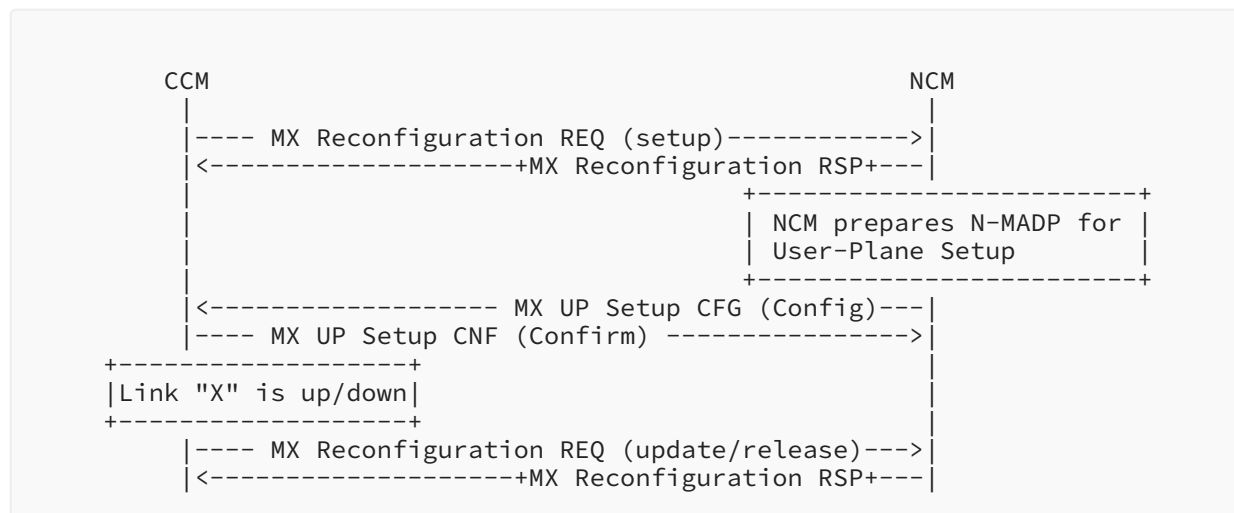 CCM NCM
| |
|---- MX Reconfiguration REQ (setup)------------>|
|<-------------------+MX Reconfiguration RSP+---|
| +-------------------------+
| | NCM prepares N-MADP for |
| | User-Plane Setup |
| +-------------------------+
|<------------------ MX UP Setup CFG (Config)---|
|---- MX UP Setup CNF (Confirm) ---------------->|
+-------------------+ |
|Link "X" is up/down| |
+-------------------+ |
|---- MX Reconfiguration REQ (update/release)--->|
|<-------------------+MX Reconfiguration RSP+---|